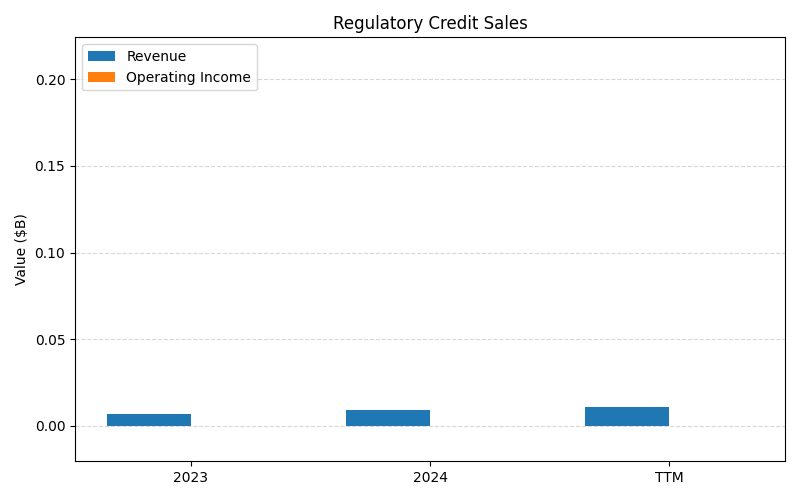 Regulatory Credit Sales
Revenue
Operating Income
Value ($B)
0.20
0.15
0.10
0.05
0.00
2023
2024
TTM